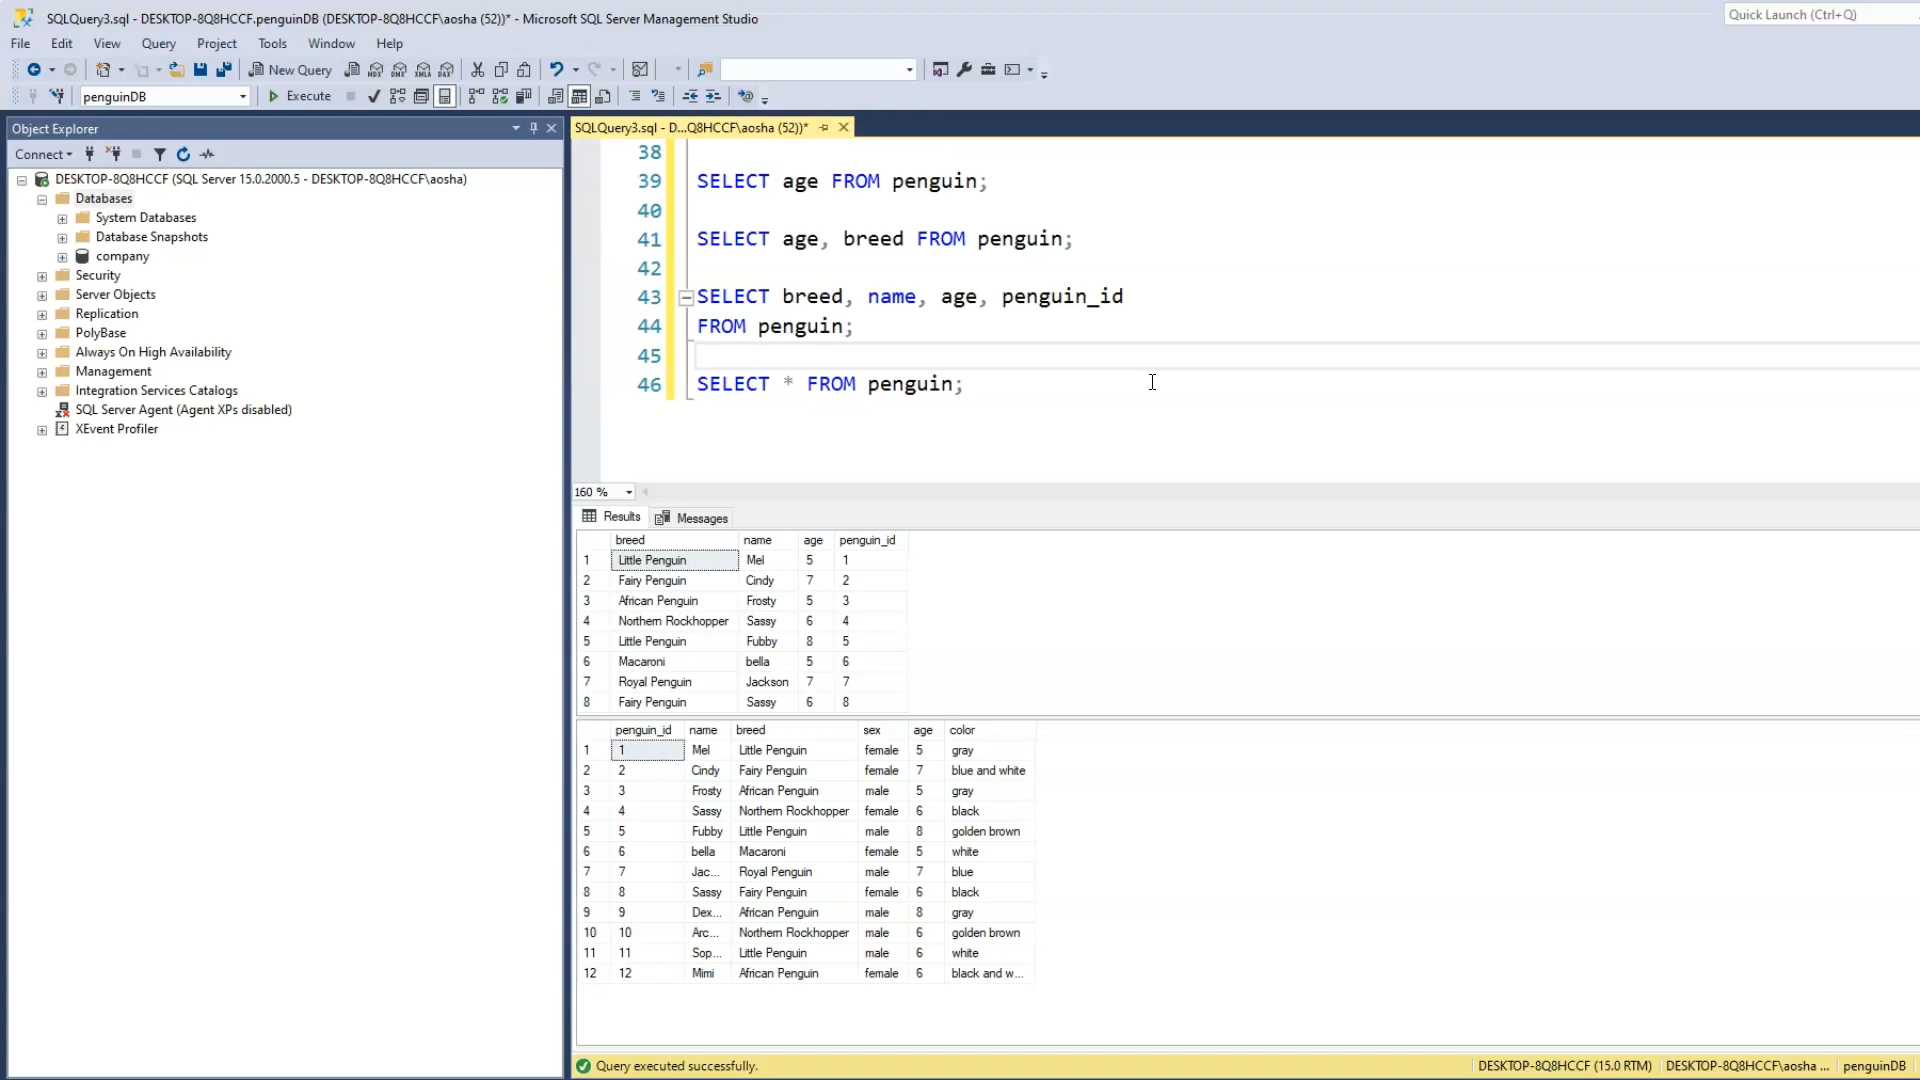 SQLQuery3.sql - DESKTOP-8Q8HCCF.penguinDB (DESKTOP-8Q8HCCF\aosha (52))* - Microsoft SQL Server Management Studio
Quick Launch (Ctrl+Q)
File Edit View Query Project Tools Window Help
New Query
penguinDB
Execute
Object Explorer
Connect
DESKTOP-8Q8HCCF (SQL Server 15.0.2000.5 - DESKTOP-8Q8HCCF\aosha)
Databases
System Databases
Database Snapshots
company
Security
Server Objects
Replication
PolyBase
Always On High Availability
Management
Integration Services Catalogs
SQL Server Agent (Agent XPs disabled)
XEvent Profiler
SQLQuery3.sql - D...Q8HCCF\aosha (52))*
38
39 SELECT age FROM penguin;
40
41 SELECT age, breed FROM penguin;
42
43 SELECT breed, name, age, penguin_id
44 FROM penguin;
45
46 SELECT * FROM penguin;
160 %
Results Messages
breed name age penguin_id
1 Little Penguin Mel 5 1
2 Fairy Penguin Cindy 7 2
3 African Penguin Frosty 5 3
4 Northern Rockhopper Sassy 6 4
5 Little Penguin Fubby 8 5
6 Macaroni bella 5 6
7 Royal Penguin Jackson 7 7
8 Fairy Penguin Sassy 6 8
penguin_id name breed sex age color
1 1 Mel Little Penguin female 5 gray
2 2 Cindy Fairy Penguin female 7 blue and white
3 3 Frosty African Penguin male 5 gray
4 4 Sassy Northern Rockhopper female 6 black
5 5 Fubby Little Penguin male 8 golden brown
6 6 bella Macaroni female 5 white
7 7 Jac... Royal Penguin male 7 blue
8 8 Sassy Fairy Penguin female 6 black
9 9 Dex... African Penguin male 8 gray
10 10 Arc... Northern Rockhopper male 6 golden brown
11 11 Sop... Little Penguin male 6 white
12 12 Mimi African Penguin female 6 black and w...
Query executed successfully.
DESKTOP-8Q8HCCF (15.0 RTM) DESKTOP-8Q8HCCF\aosha ... penguinDB